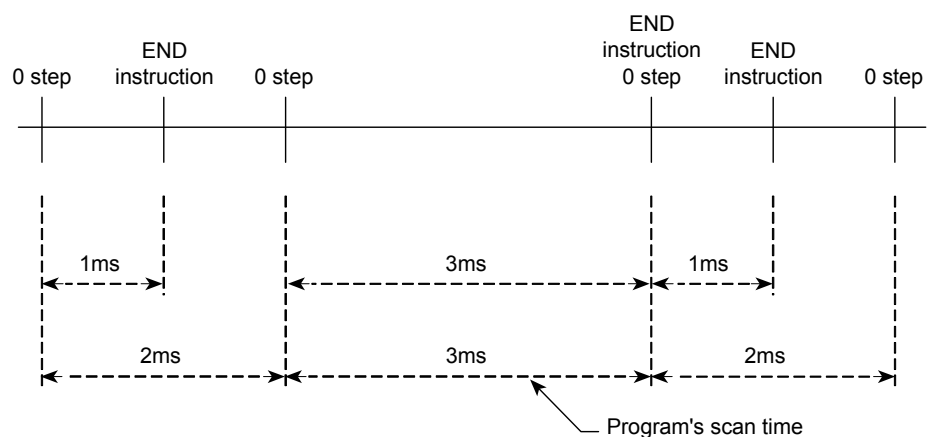 END
instruction
END
instruction
END
instruction
0 step
0 step
0 step
0 step
1ms
3ms
1ms
2ms
3ms
2ms
Program's scan time